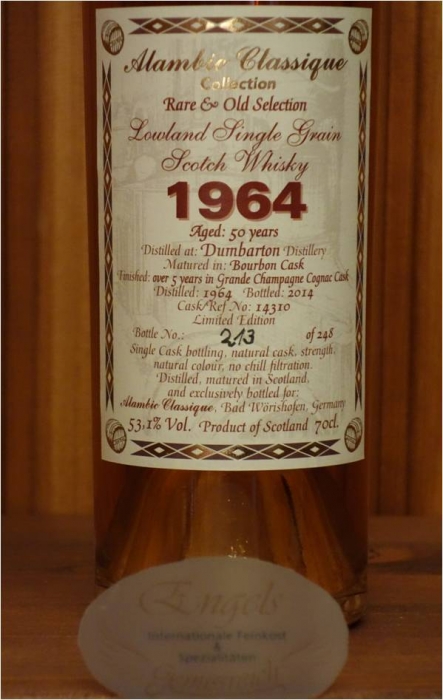 Alambic Classique
Collection
Rare & Old Selection
Lowland Single Grain
Scotch Whisky
1964
Aged: 50 years
Distilled at: Dumbarton Distillery
Matured in: Bourbon Cask
Finished: over 5 years in Grande Champagne Cognac Cask
Distilled: 1964 Bottled: 2014
Cask/Ref No: 14310
Limited Edition
Bottle No.: 213 of 248
Single Cask bottling, natural cask, strength,
natural colour, no chill filtration.
Distilled, matured in Scotland,
and exclusively bottled for:
Alambic Classique, Bad Wörishofen, Germany
53,1% Vol. Product of Scotland 70cl.
Engels
Internationale Feinkost
&
Spezialitäten